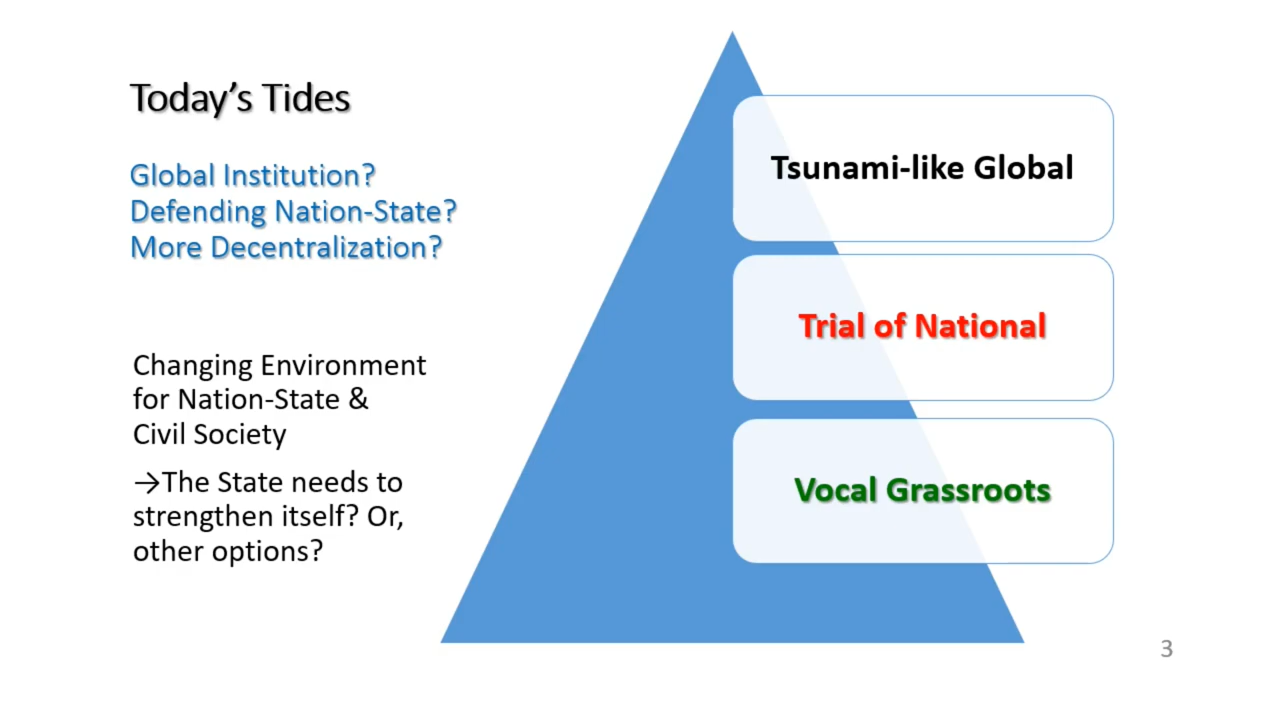 Today's Tides
Global Institution?
Defending Nation-State?
More Decentralization?
Changing Environment
for Nation-State &
Civil Society
→The State needs to
strengthen itself? Or,
other options?
Tsunami-like Global
Trial of National
Vocal Grassroots
3